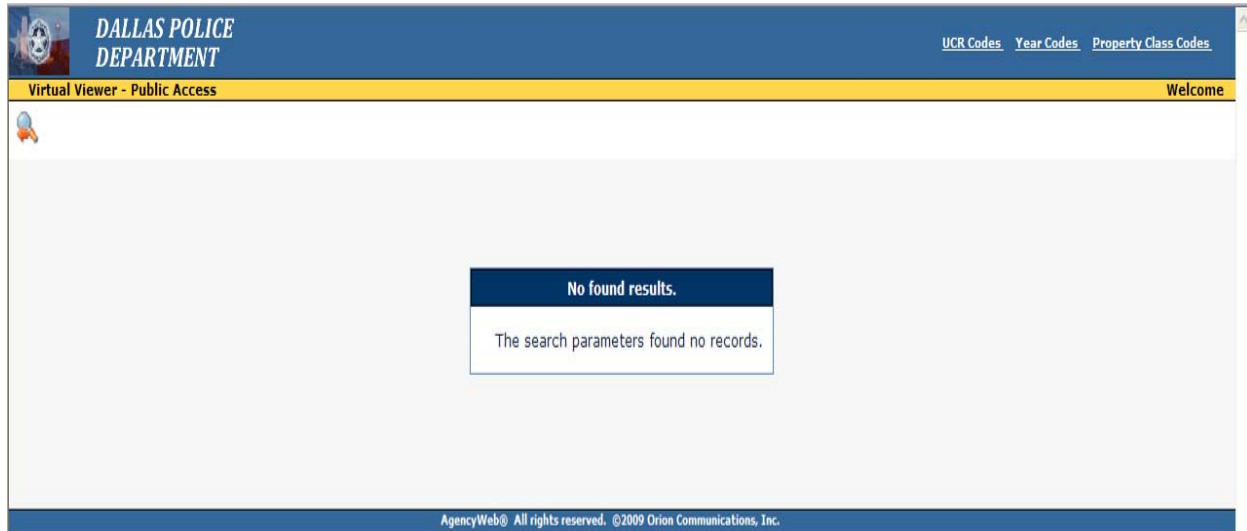 DALLAS POLICE
DEPARTMENT
UCR Codes Year Codes Property Class Codes
Virtual Viewer - Public Access Welcome
No found results.
The search parameters found no records.
AgencyWeb® All rights reserved. ©2009 Orion Communications, Inc.